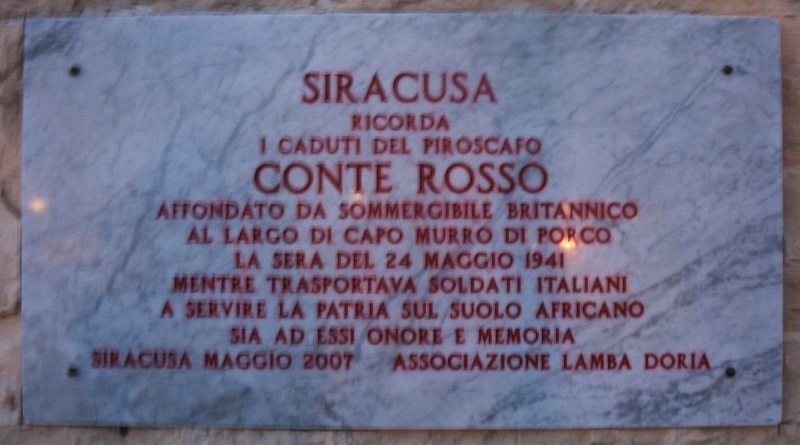 SIRACUSA
RICORDA
I CADUTI DEL PIROSCAFO
CONTE ROSSO
AFFONDATO DA SOMMERGIBILE BRITANNICO
AL LARGO DI CAPO MURRO DI PORCO
LA SERA DEL 24 MAGGIO 1941
MENTRE TRASPORTAVA SOLDATI ITALIANI
A SERVIRE LA PATRIA SUL SUOLO AFRICANO
SIA AD ESSI ONORE E MEMORIA
SIRACUSA MAGGIO 2007 ASSOCIAZIONE LAMBA DORIA